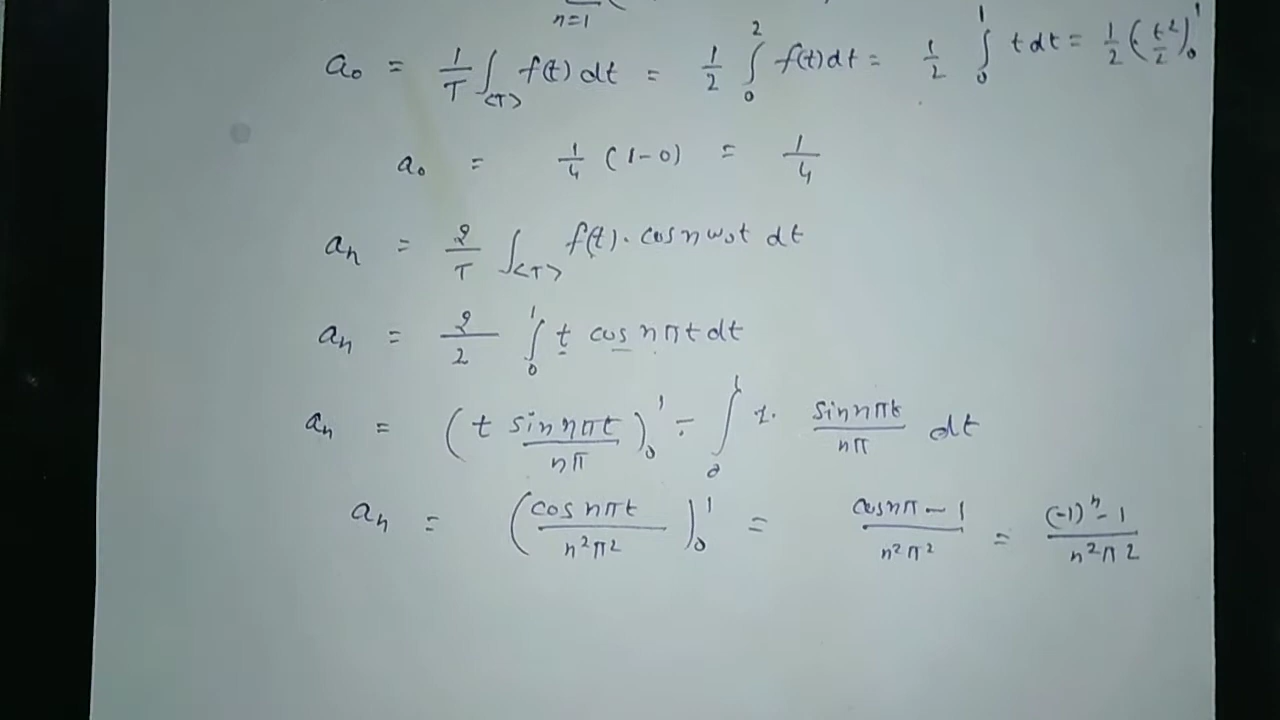 n=1
a₀ = 1/T ∫<T> f(t) dt = 1/2 ∫₀² f(t) dt = 1/2 ∫₀¹ t dt = 1/2 (t²/2)₀¹
a₀ = 1/4 (1-0) = 1/4
aₙ = 2/T ∫<T> f(t) · cos n ω₀t dt
aₙ = 2/2 ∫₀¹ t cos nπt dt
aₙ = (t sin nπt / nπ)₀¹ - ∫₀¹ 1. sin nπt / nπ dt
aₙ = (cos nπt / n²π²)₀¹ = cos nπ - 1 / n²π² = (-1)ⁿ - 1 / n²π²